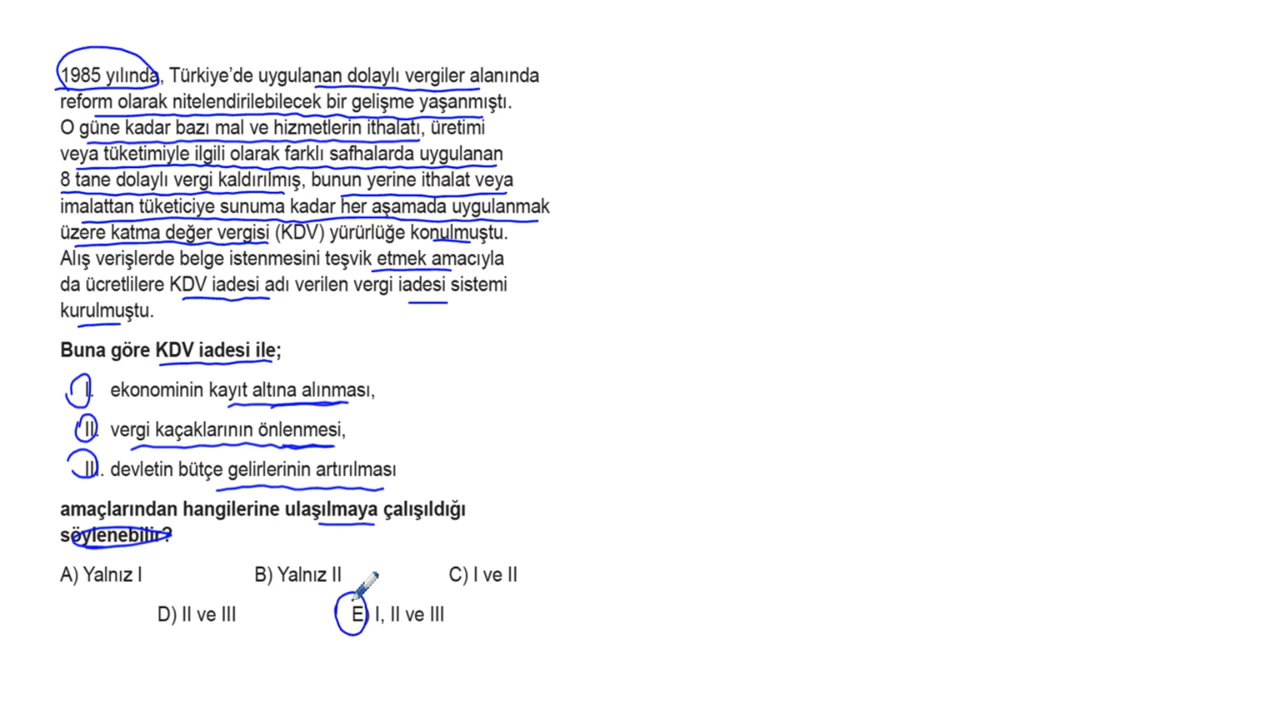 1985 yılında, Türkiye’de uygulanan dolaylı vergiler alanında
reform olarak nitelendirilebilecek bir gelişme yaşanmıştı.
O güne kadar bazı mal ve hizmetlerin ithalatı, üretimi
veya tüketimiyle ilgili olarak farklı safhalarda uygulanan
8 tane dolaylı vergi kaldırılmış, bunun yerine ithalat veya
imalattan tüketiciye sunuma kadar her aşamada uygulanmak
üzere katma değer vergisi (KDV) yürürlüğe konulmuştu.
Alış verişlerde belge istenmesini teşvik etmek amacıyla
da ücretlilere KDV iadesi adı verilen vergi iadesi sistemi
kurulmuştu.
Buna göre KDV iadesi ile;
I. ekonominin kayıt altına alınması,
II. vergi kaçaklarının önlenmesi,
III. devletin bütçe gelirlerinin artırılması
amaçlarından hangilerine ulaşılmaya çalışıldığı
söylenebilir?
A) Yalnız I B) Yalnız II C) I ve II
D) II ve III E) I, II ve III